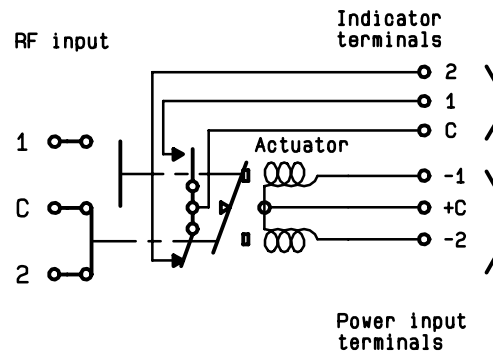 Indicator
terminals
RF input
2
1
C
Actuator
1
C
2
-1
+C
-2
Power input
terminals